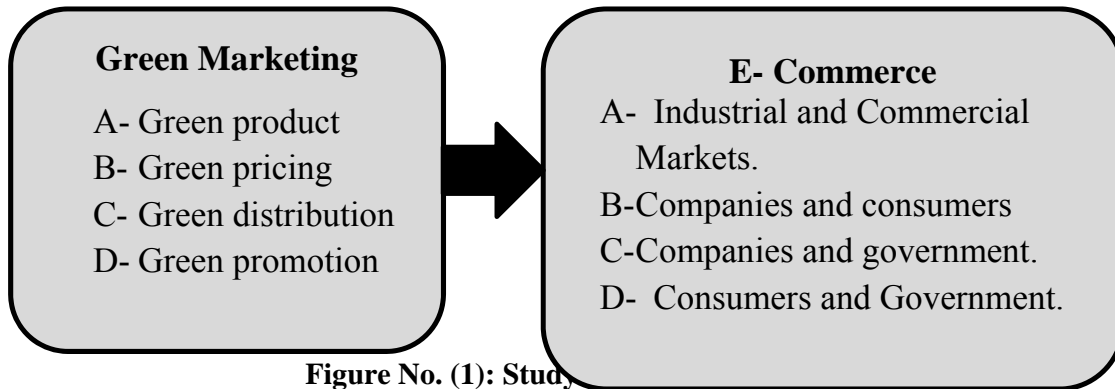 Green Marketing
A- Green product
B- Green pricing
C- Green distribution
D- Green promotion
E- Commerce
A- Industrial and Commercial
Markets.
B-Companies and consumers
C-Companies and government.
D- Consumers and Government.
Figure No. (1): Study